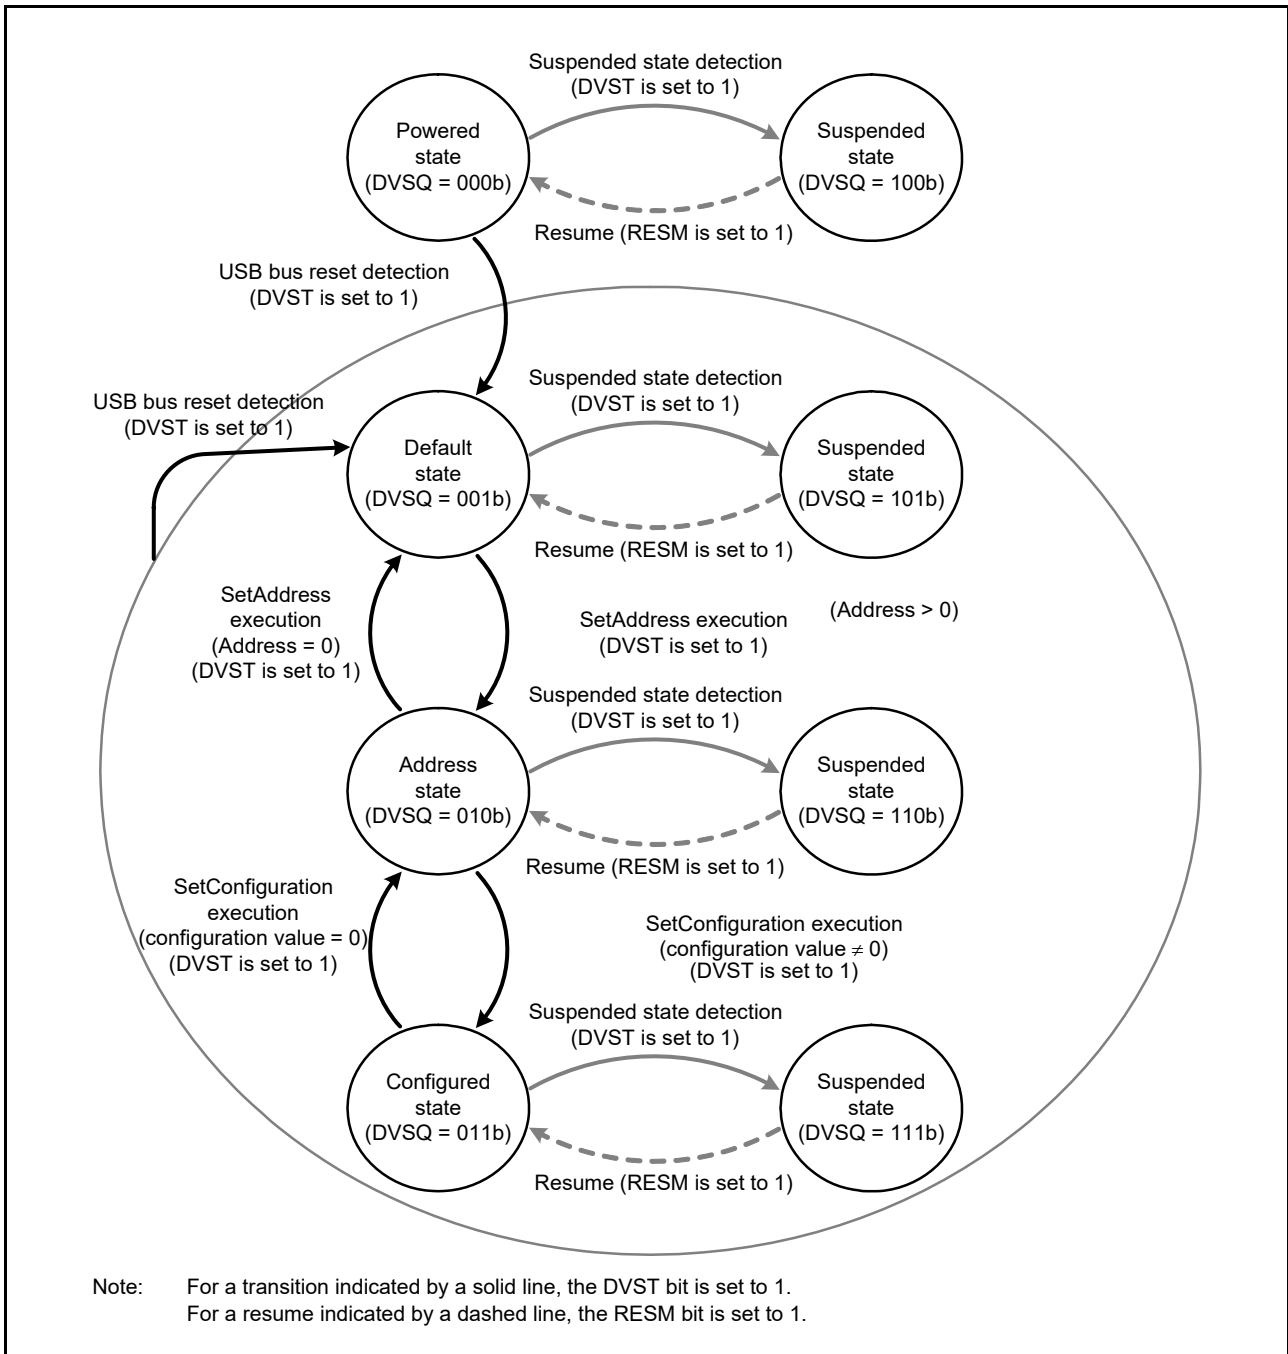 Suspended state detection
(DVST is set to 1)
Powered
state
(DVSQ = 000b)
Suspended
state
(DVSQ = 100b)
Resume (RESM is set to 1)
USB bus reset detection
(DVST is set to 1)
USB bus reset detection
(DVST is set to 1)
Suspended state detection
(DVST is set to 1)
Default
state
(DVSQ = 001b)
Suspended
state
(DVSQ = 101b)
Resume (RESM is set to 1)
SetAddress
execution
(Address = 0)
(DVST is set to 1)
SetAddress execution
(DVST is set to 1)
(Address > 0)
Suspended state detection
(DVST is set to 1)
Address
state
(DVSQ = 010b)
Suspended
state
(DVSQ = 110b)
Resume (RESM is set to 1)
SetConfiguration
execution
(configuration value = 0)
(DVST is set to 1)
SetConfiguration execution
(configuration value ≠ 0)
(DVST is set to 1)
Suspended state detection
(DVST is set to 1)
Configured
state
(DVSQ = 011b)
Suspended
state
(DVSQ = 111b)
Resume (RESM is set to 1)
Note: For a transition indicated by a solid line, the DVST bit is set to 1.
For a resume indicated by a dashed line, the RESM bit is set to 1.